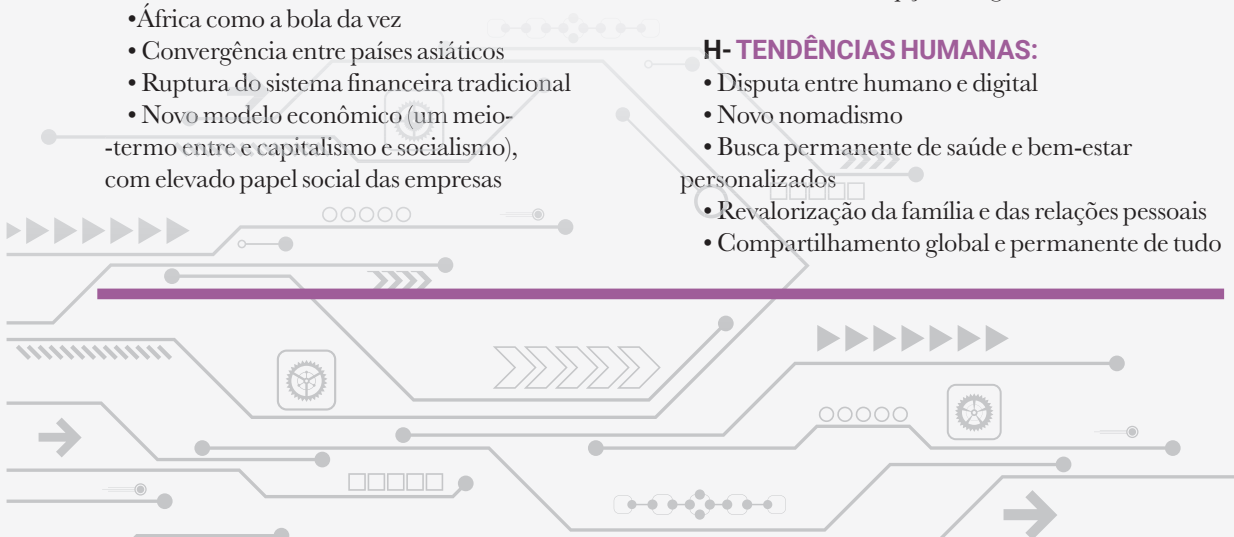 •África como a bola da vez
• Convergência entre países asiáticos
• Ruptura do sistema financeira tradicional
• Novo modelo econômico (um meio-
-termo entre e capitalismo e socialismo),
com elevado papel social das empresas
H- TENDÊNCIAS HUMANAS:
• Disputa entre humano e digital
• Novo nomadismo
• Busca permanente de saúde e bem-estar
personalizados
• Revalorização da família e das relações pessoais
• Compartilhamento global e permanente de tudo